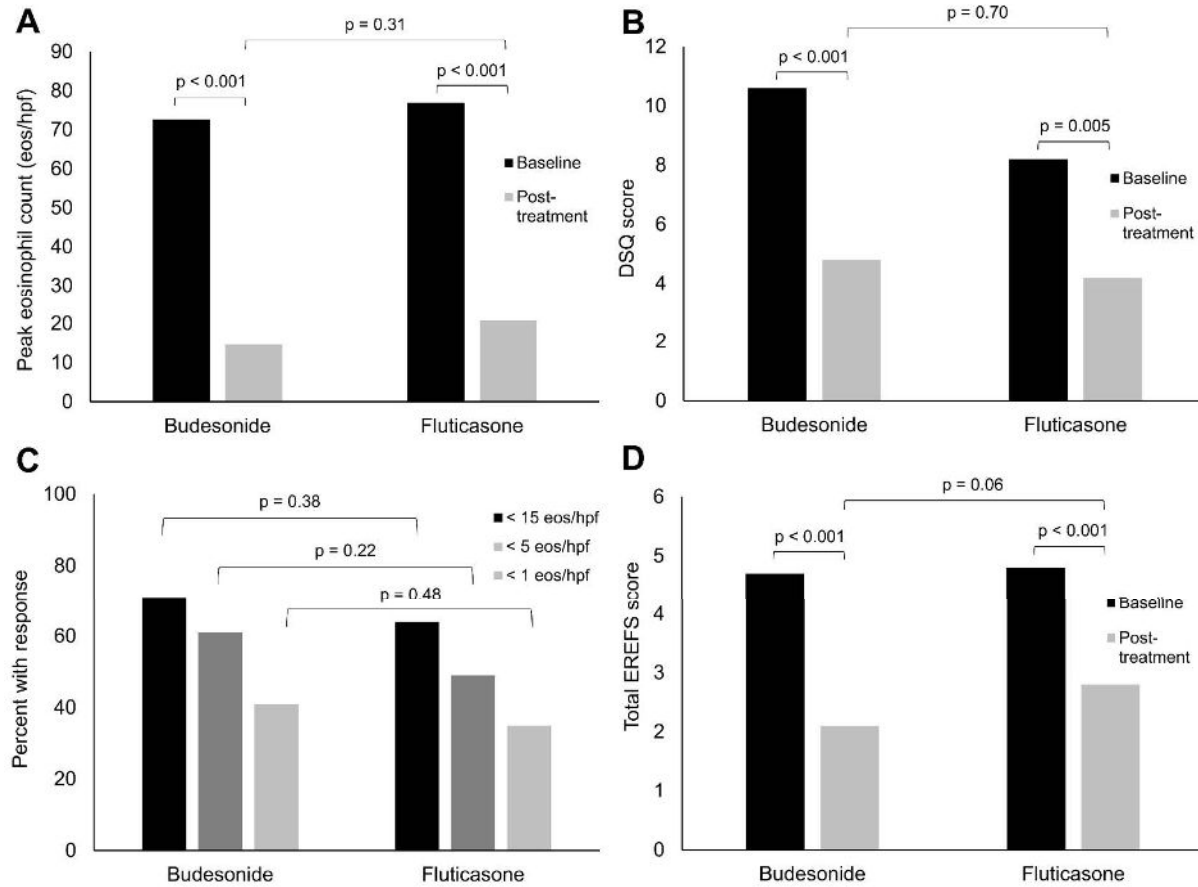 A
p = 0.31
p < 0.001
p < 0.001
Peak eosinophil count (eos/hpf)
90
80
70
60
50
40
30
20
10
0
Baseline
Post-
treatment
Budesonide
Fluticasone
B
p = 0.70
p < 0.001
p = 0.005
DSQ score
12
10
8
6
4
2
0
Baseline
Post-
treatment
Budesonide
Fluticasone
C
p = 0.38
p = 0.22
p = 0.48
Percent with response
100
80
60
40
20
0
< 15 eos/hpf
< 5 eos/hpf
< 1 eos/hpf
Budesonide
Fluticasone
D
p = 0.06
p < 0.001
p < 0.001
Total EREFS score
6
5
4
3
2
1
0
Baseline
Post-
treatment
Budesonide
Fluticasone